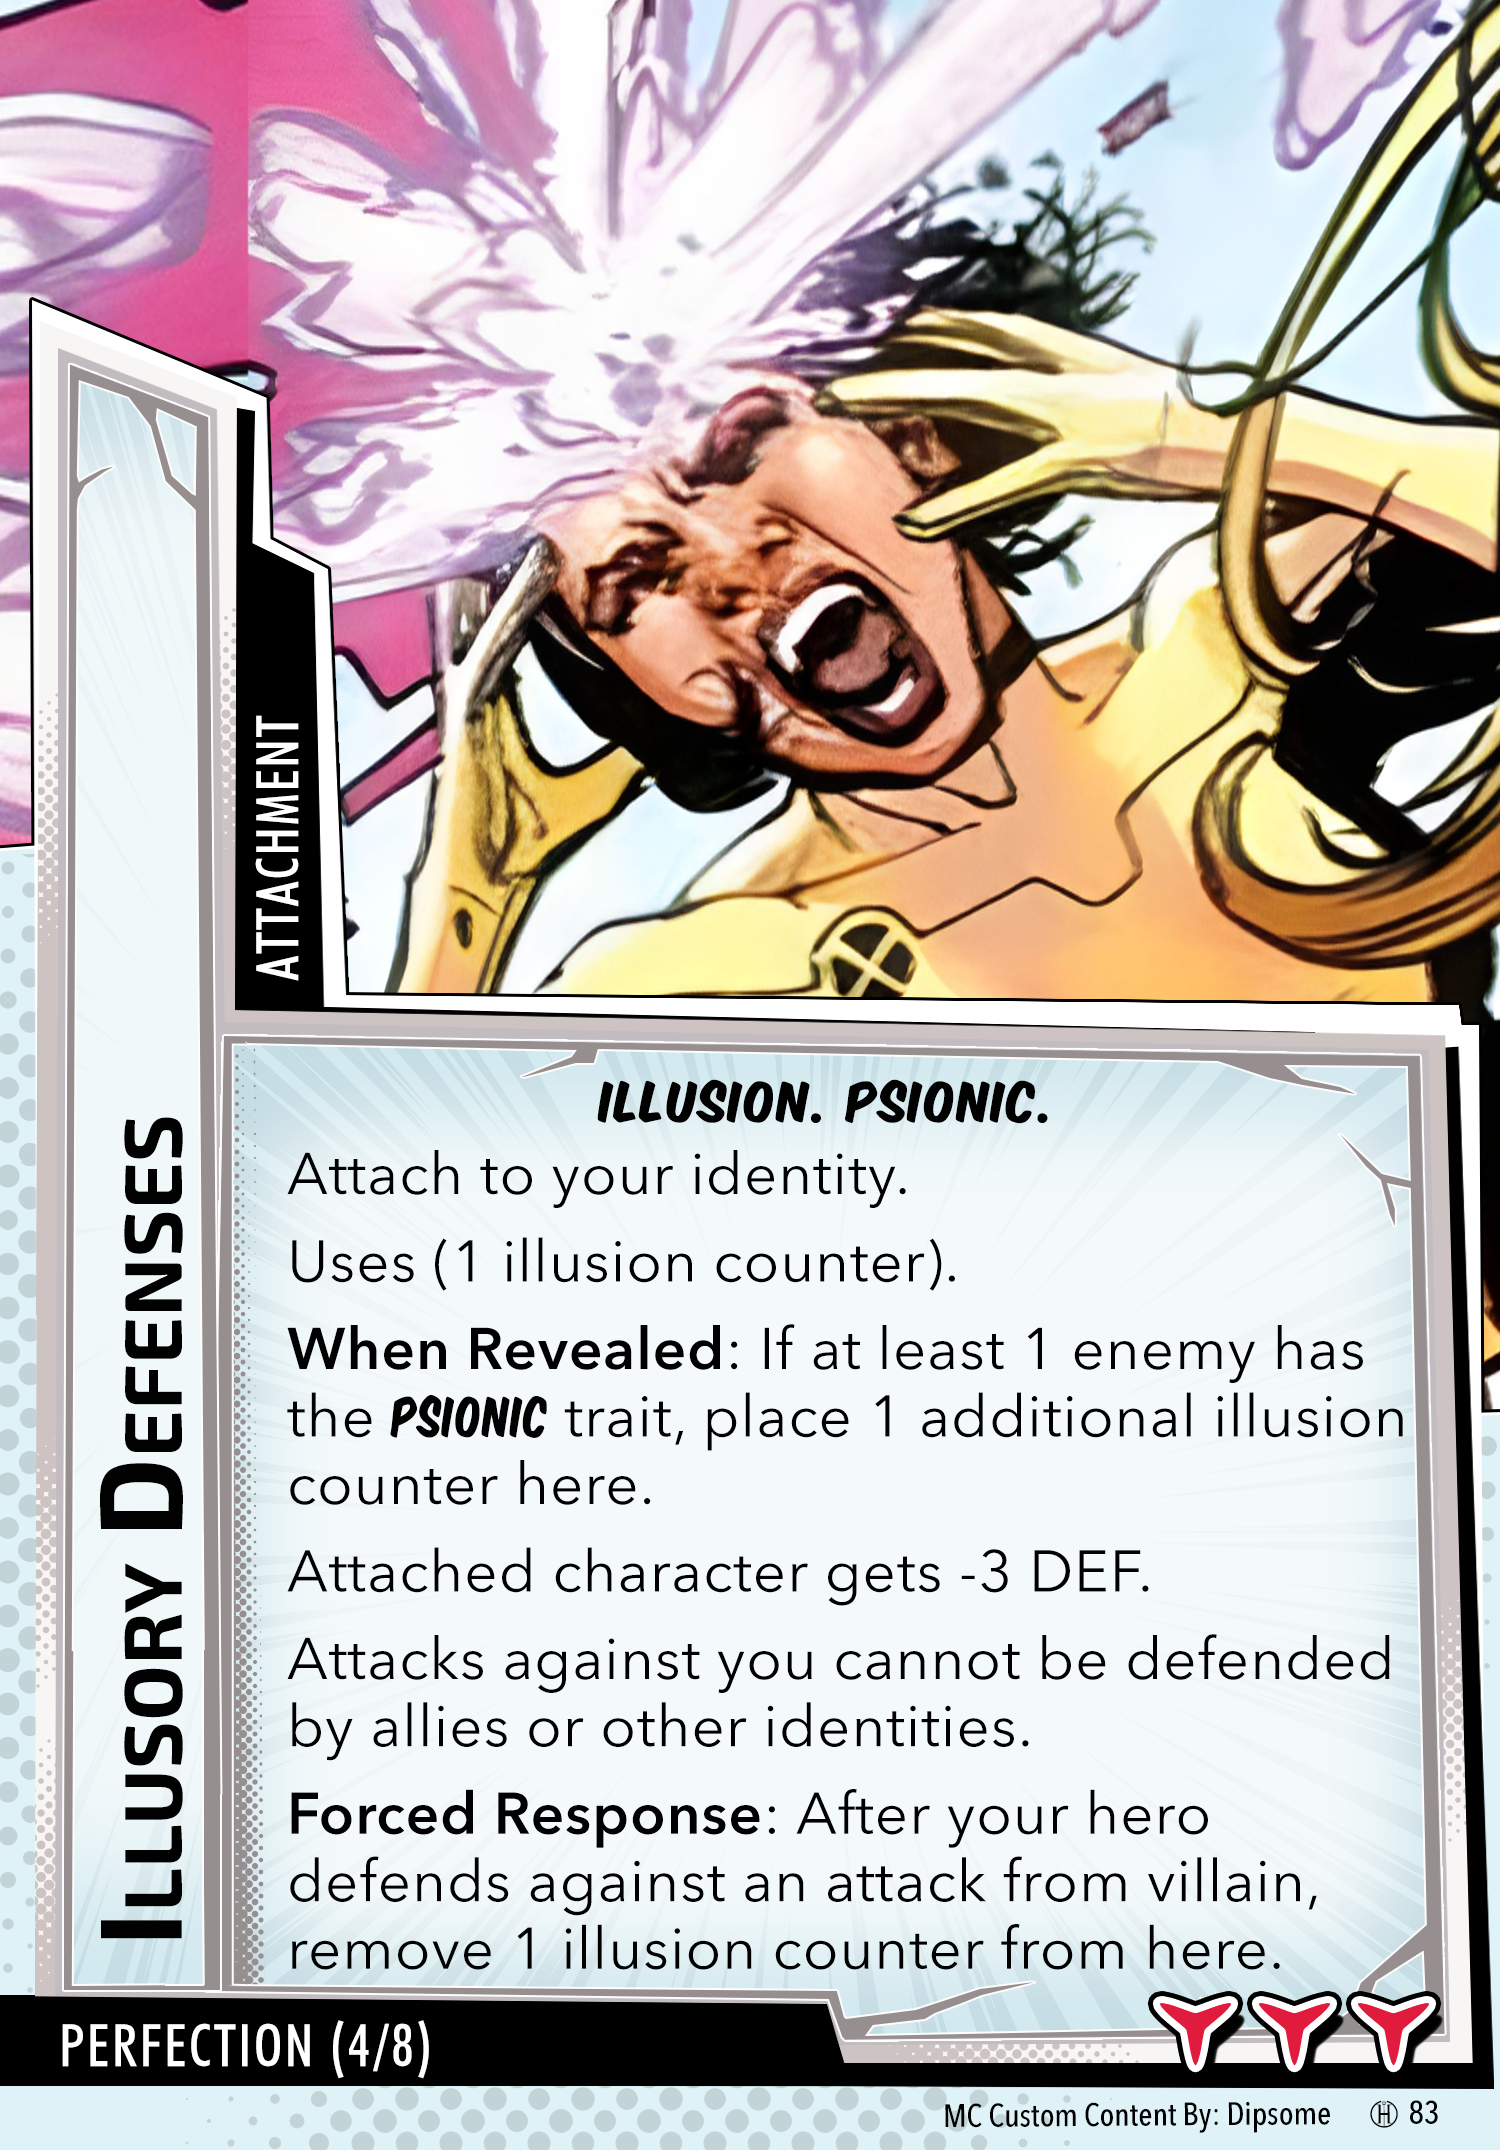 ATTACHMENT
ILLUSORY DEFENSES
ILLUSION. PSIONIC.
Attach to your identity.
Uses (1 illusion counter).
When Revealed: If at least 1 enemy has
the PSIONIC trait, place 1 additional illusion
counter here.
Attached character gets -3 DEF.
Attacks against you cannot be defended
by allies or other identities.
Forced Response: After your hero
defends against an attack from villain,
remove 1 illusion counter from here.
PERFECTION (4/8)
MC Custom Content By: Dipsome H 83